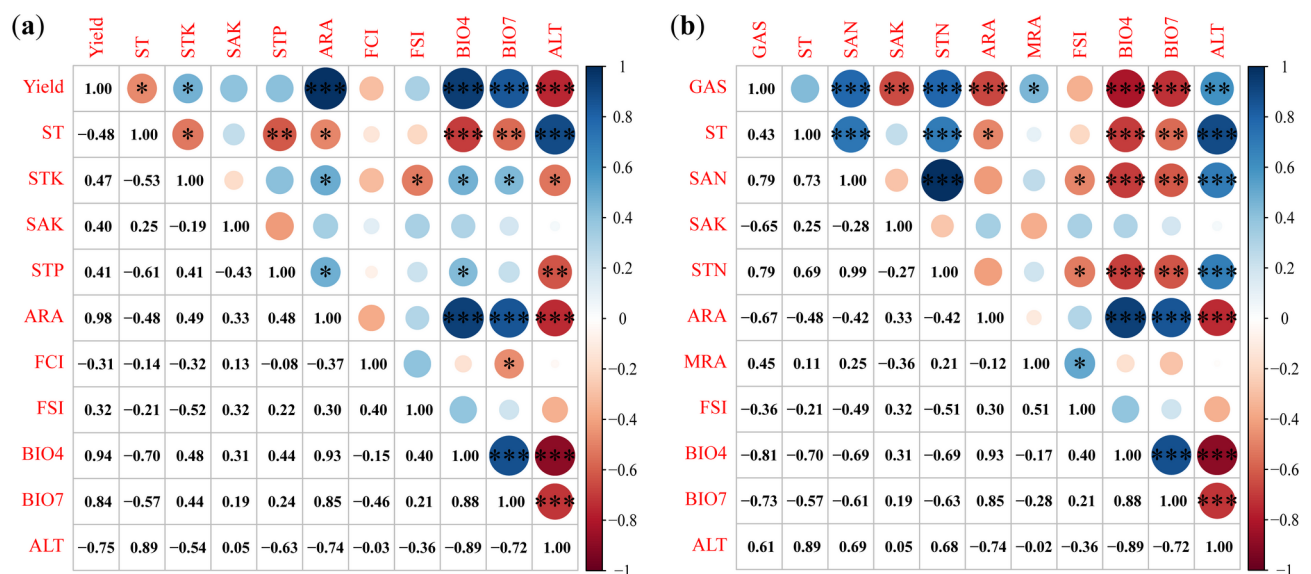 (a)
Yield ST STK SAK STP ARA FCI FSI BIO4 BIO7 ALT
Yield 1.00 * * *** *** *** ***
ST −0.48 1.00 * ** * *** ** ***
STK 0.47 −0.53 1.00 * * * * *
SAK 0.40 0.25 −0.19 1.00
STP 0.41 −0.61 0.41 −0.43 1.00 * * **
ARA 0.98 −0.48 0.49 0.33 0.48 1.00 *** *** ***
FCI −0.31 −0.14 −0.32 0.13 −0.08 −0.37 1.00 *
FSI 0.32 −0.21 −0.52 0.32 0.22 0.30 0.40 1.00
BIO4 0.94 −0.70 0.48 0.31 0.44 0.93 −0.15 0.40 1.00 *** ***
BIO7 0.84 −0.57 0.44 0.19 0.24 0.85 −0.46 0.21 0.88 1.00 ***
ALT −0.75 0.89 −0.54 0.05 −0.63 −0.74 −0.03 −0.36 −0.89 −0.72 1.00
1
0.8
0.6
0.4
0.2
0
−0.2
−0.4
−0.6
−0.8
−1
(b)
GAS ST SAN SAK STN ARA MRA FSI BIO4 BIO7 ALT
GAS 1.00 *** ** *** *** * *** *** **
ST 0.43 1.00 *** *** * *** ** ***
SAN 0.79 0.73 1.00 *** * *** ** ***
SAK −0.65 0.25 −0.28 1.00
STN 0.79 0.69 0.99 −0.27 1.00 * *** ** ***
ARA −0.67 −0.48 −0.42 0.33 −0.42 1.00 *** *** ***
MRA 0.45 0.11 0.25 −0.36 0.21 −0.12 1.00 *
FSI −0.36 −0.21 −0.49 0.32 −0.51 0.30 0.51 1.00
BIO4 −0.81 −0.70 −0.69 0.31 −0.69 0.93 −0.17 0.40 1.00 *** ***
BIO7 −0.73 −0.57 −0.61 0.19 −0.63 0.85 −0.28 0.21 0.88 1.00 ***
ALT 0.61 0.89 0.69 0.05 0.68 −0.74 −0.02 −0.36 −0.89 −0.72 1.00
1
0.8
0.6
0.4
0.2
0
−0.2
−0.4
−0.6
−0.8
−1